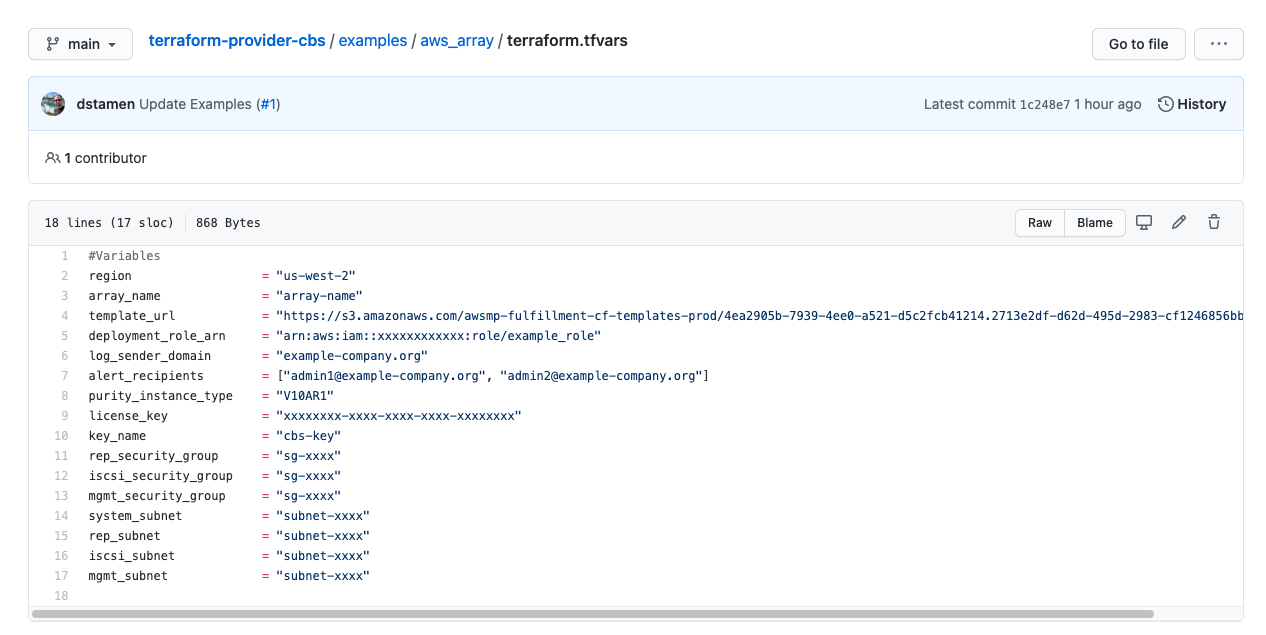 main
terraform-provider-cbs / examples / aws_array / terraform.tfvars
Go to file
...
dstamen Update Examples (#1)
Latest commit 1c248e7 1 hour ago
History
1 contributor
18 lines (17 sloc)
868 Bytes
Raw
Blame
1 #Variables
2 region = "us-west-2"
3 array_name = "array-name"
4 template_url = "https://s3.amazonaws.com/awsmp-fulfillment-cf-templates-prod/4ea2905b-7939-4ee0-a521-d5c2fcb41214.2713e2df-d62d-495d-2983-cf1246856bb
5 deployment_role_arn = "arn:aws:iam::xxxxxxxxxxxx:role/example_role"
6 log_sender_domain = "example-company.org"
7 alert_recipients = ["admin1@example-company.org", "admin2@example-company.org"]
8 purity_instance_type = "V10AR1"
9 license_key = "xxxxxxxx-xxxx-xxxx-xxxx-xxxxxxxx"
10 key_name = "cbs-key"
11 rep_security_group = "sg-xxxx"
12 iscsi_security_group = "sg-xxxx"
13 mgmt_security_group = "sg-xxxx"
14 system_subnet = "subnet-xxxx"
15 rep_subnet = "subnet-xxxx"
16 iscsi_subnet = "subnet-xxxx"
17 mgmt_subnet = "subnet-xxxx"
18